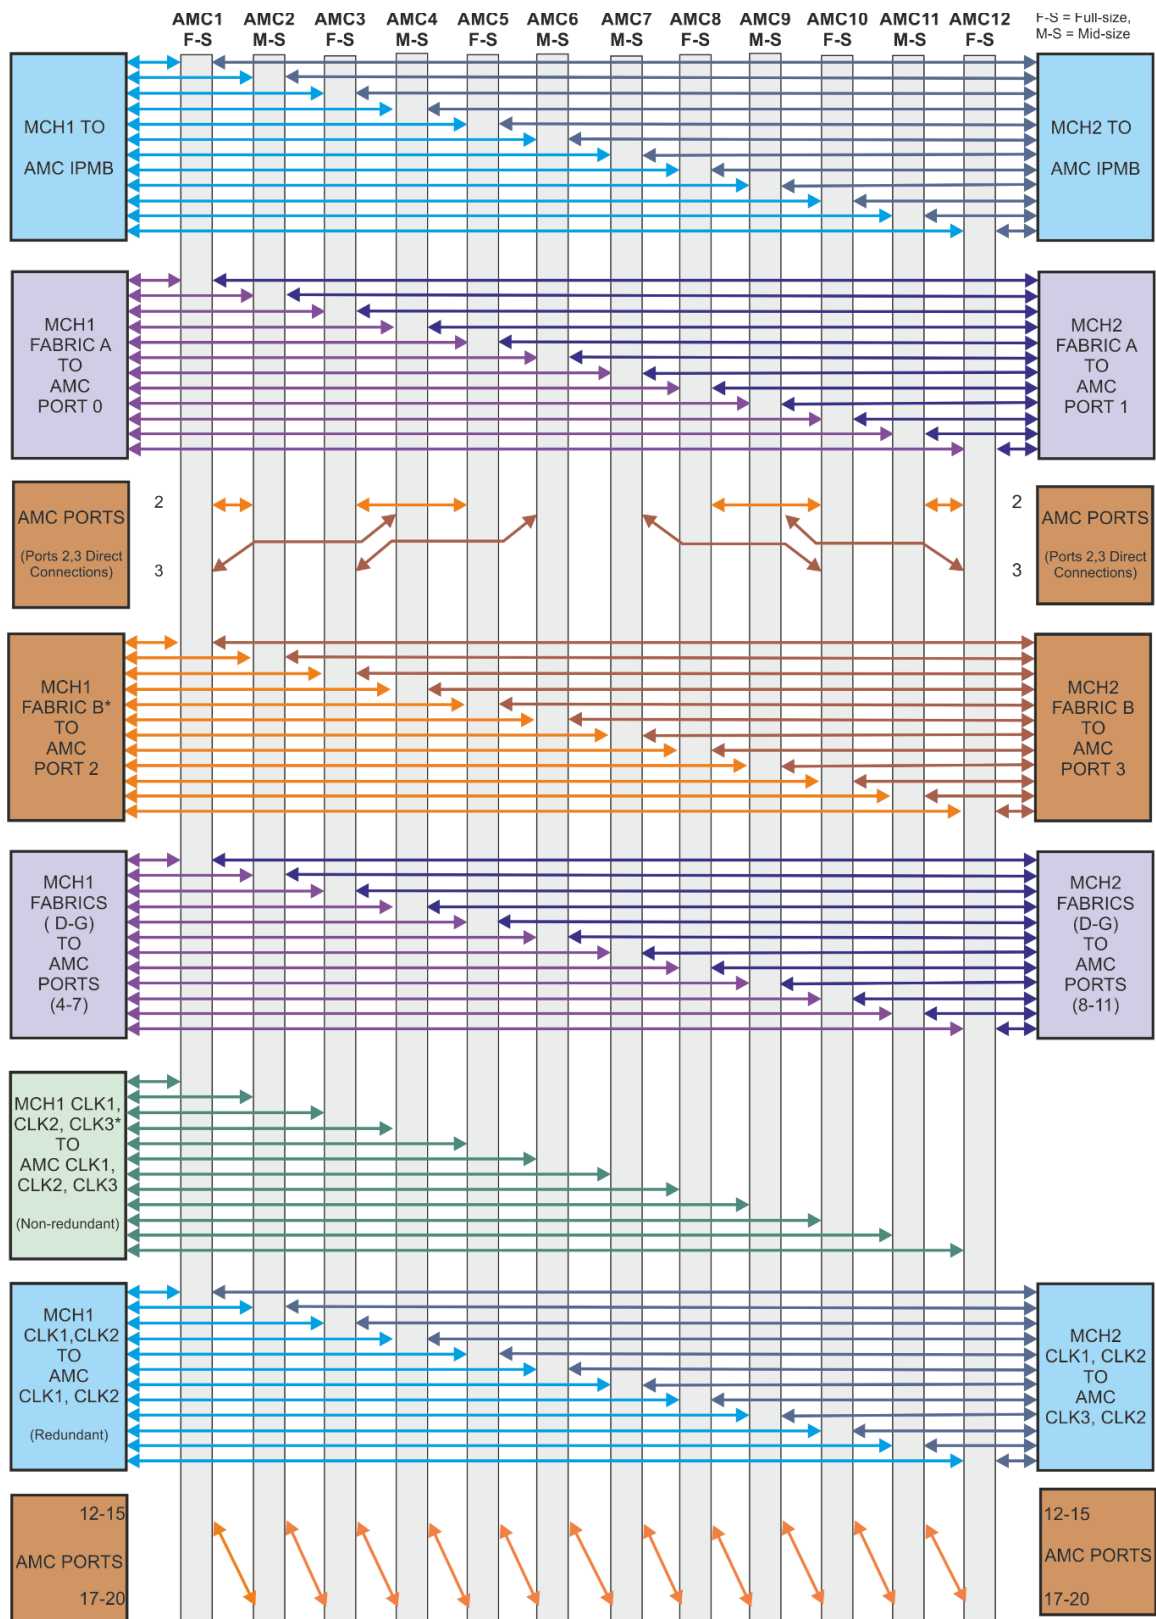 AMC1 AMC2 AMC3 AMC4 AMC5 AMC6 AMC7 AMC8 AMC9 AMC10 AMC11 AMC12
F-S M-S F-S M-S F-S M-S M-S F-S M-S F-S M-S F-S
F-S = Full-size,
M-S = Mid-size
MCH1 TO
AMC IPMB
MCH2 TO
AMC IPMB
MCH1
FABRIC A
TO
AMC
PORT 0
MCH2
FABRIC A
TO
AMC
PORT 1
AMC PORTS
(Ports 2,3 Direct
Connections)
2
3
2
3
AMC PORTS
(Ports 2,3 Direct
Connections)
MCH1
FABRIC B*
TO
AMC
PORT 2
MCH2
FABRIC B
TO
AMC
PORT 3
MCH1
FABRICS
( D-G)
TO
AMC
PORTS
(4-7)
MCH2
FABRICS
(D-G)
TO
AMC
PORTS
(8-11)
MCH1 CLK1,
CLK2, CLK3*
TO
AMC CLK1,
CLK2, CLK3
(Non-redundant)
MCH1
CLK1,CLK2
TO
AMC
CLK1, CLK2
(Redundant)
MCH2
CLK1, CLK2
TO
AMC
CLK3, CLK2
12-15
AMC PORTS
17-20
12-15
AMC PORTS
17-20